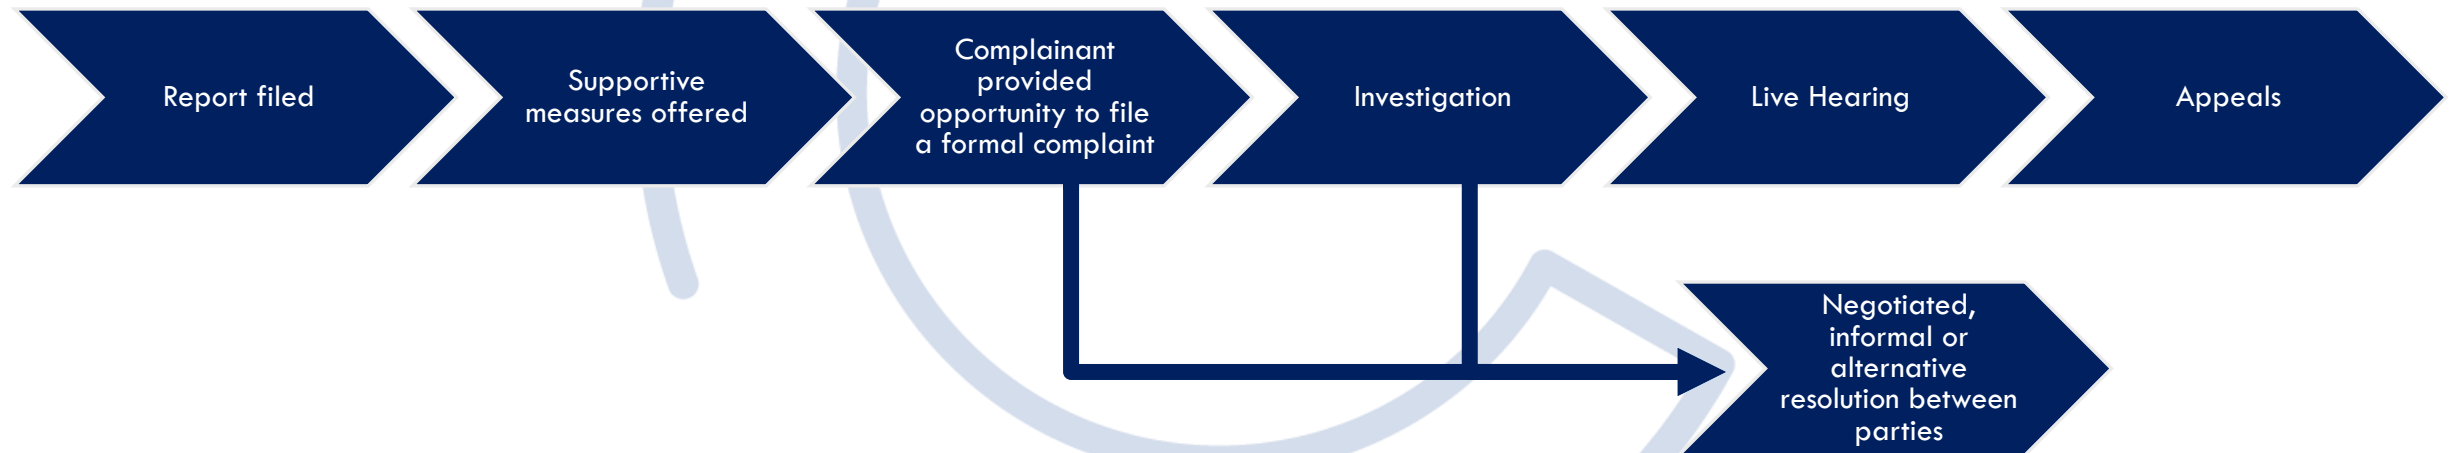 Report filed
Supportive
measures offered
Complainant
provided
opportunity to file
a formal complaint
Investigation
Live Hearing
Appeals
Negotiated,
informal or
alternative
resolution between
parties